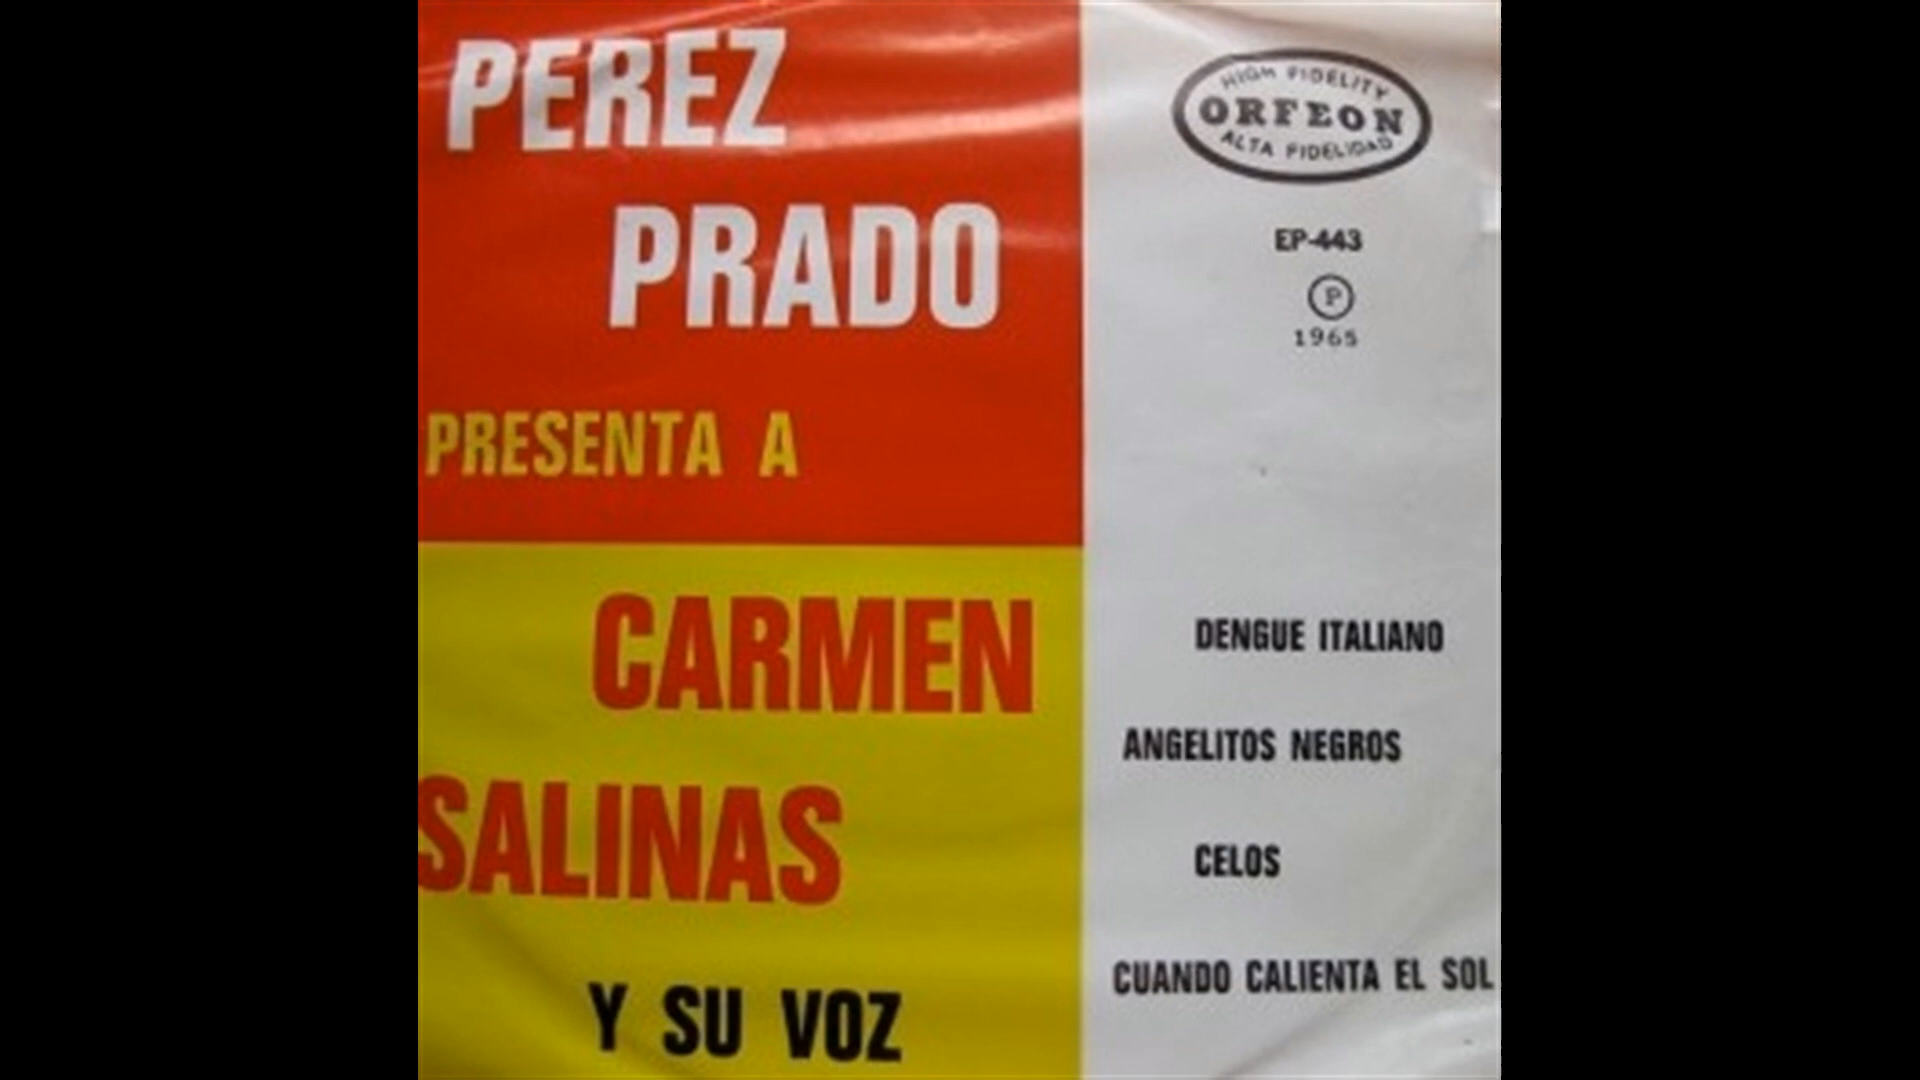 PEREZ
PRADO
PRESENTA A
CARMEN
SALINAS
Y SU VOZ
HIGH FIDELITY
ORFEON
ALTA FIDELIDAD
EP-443
Ⓟ
1965
DENGUE ITALIANO
ANGELITOS NEGROS
CELOS
CUANDO CALIENTA EL SOL